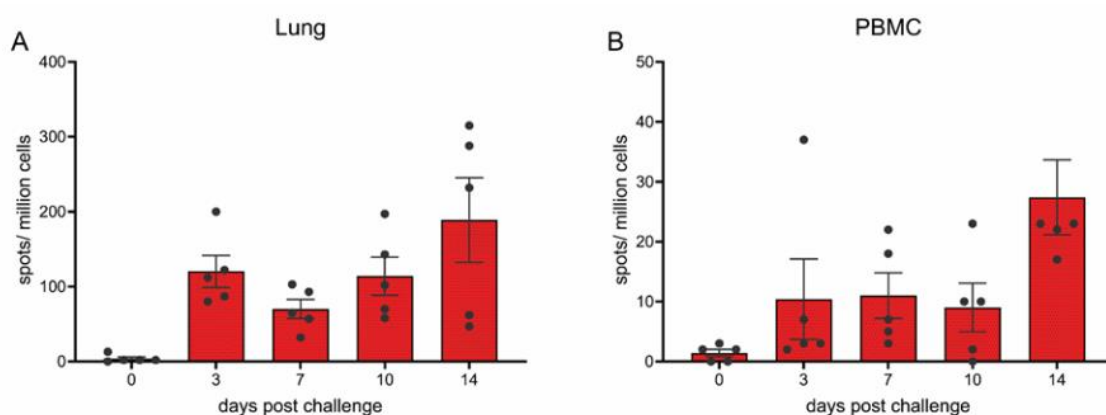 A
Lung
400
300
200
100
0
spots/ million cells
0 3 7 10 14
days post challenge
B
PBMC
50
40
30
20
10
0
spots/ million cells
0 3 7 10 14
days post challenge